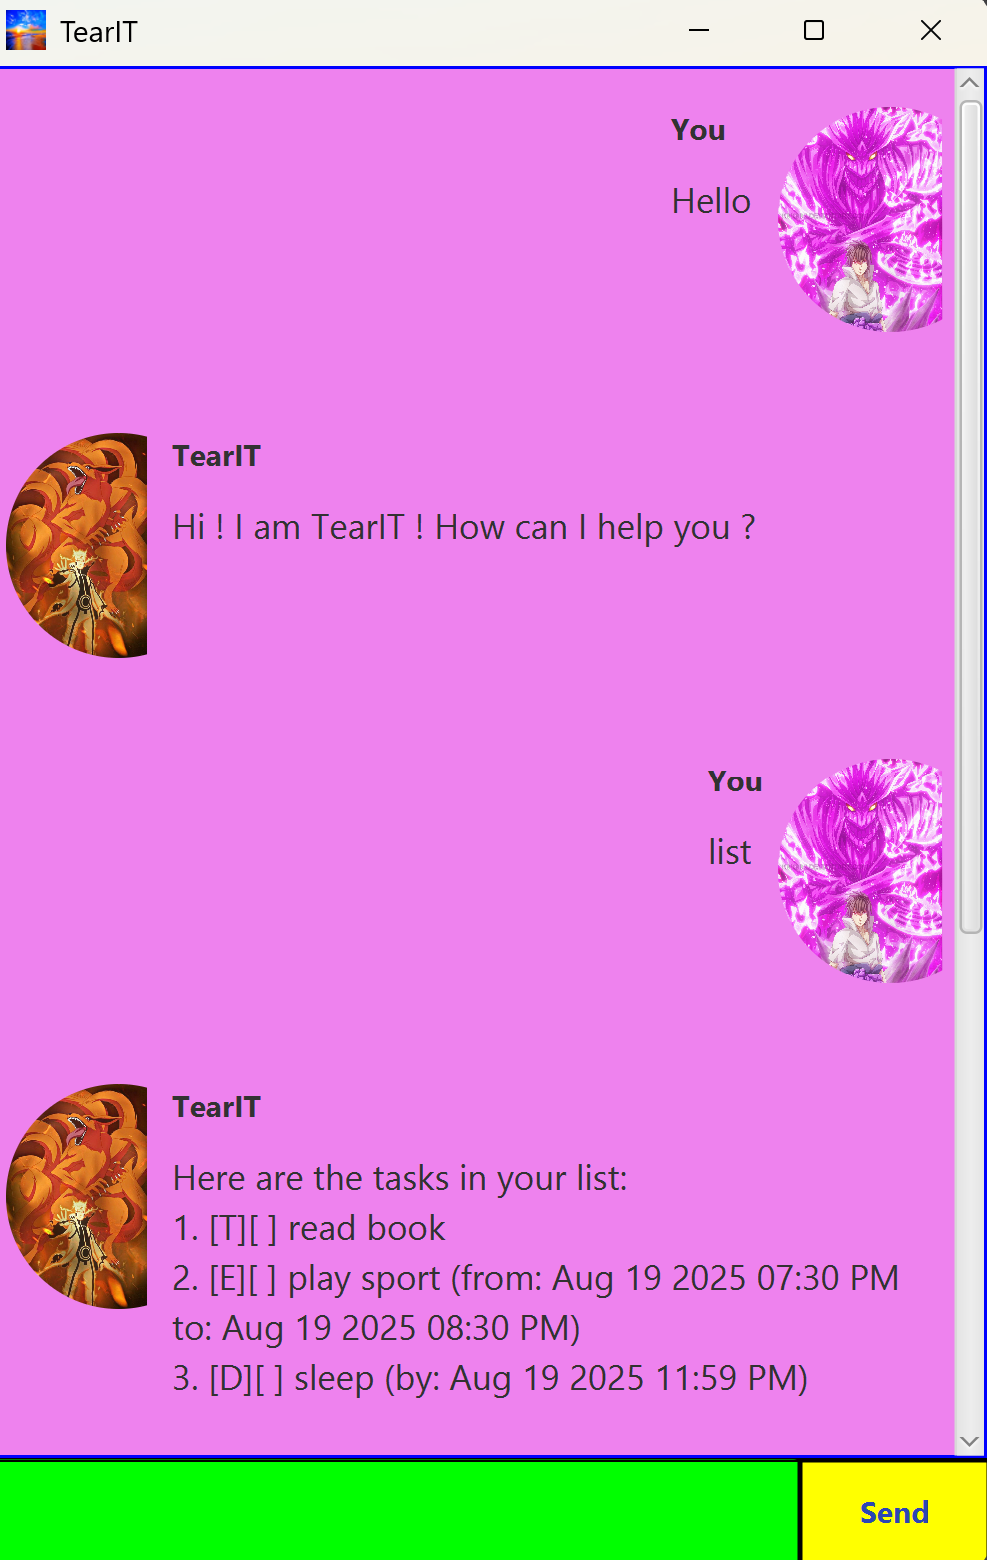 TearIT
You
Hello
TearIT
Hi ! I am TearIT ! How can I help you ?
You
list
TearIT
Here are the tasks in your list:
1. [T][ ] read book
2. [E][ ] play sport (from: Aug 19 2025 07:30 PM
to: Aug 19 2025 08:30 PM)
3. [D][ ] sleep (by: Aug 19 2025 11:59 PM)
Send